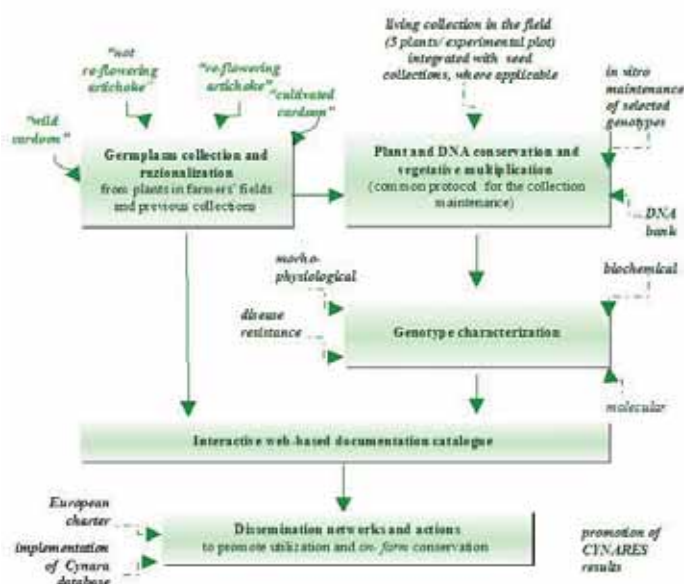 living collection in the field
(5 plants/ experimental plot)
integrated with seed
collections, where applicable
"not
re-flowering
artichoke"
"re-flowering
artichoke"
"cultivated
cardoon"
"wild
cardoon"
in vitro
maintenance
of selected
genotypes
Germplasm collection and
razionalization
from plants in farmers' fields
and previous collections
Plant and DNA conservation and
vegetative multiplication
(common protocol for the collection
maintenance)
DNA
bank
morho-
physiological
biochemical
disease
resistance
Genotype characterization
molecular
Interactive web-based documentation catalogue
European
charter
implementation
of Cynara
database
Dissemination networks and actions
to promote utilization and on- farm conservation
promotion of
CYNARES
results